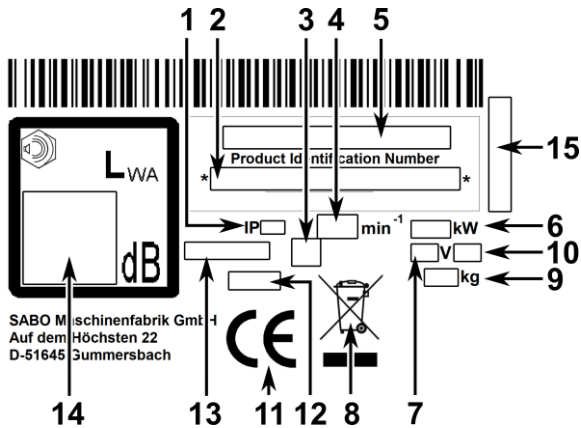 1 2 3 4 5
Product Identification Number
* *
15
LWA
dB
IP
min-1
kW
6
V
10
kg
9
SABO Maschinenfabrik GmbH
Auf dem Höchsten 22
D-51645 Gummersbach
CE
14 13 11 12 8 7